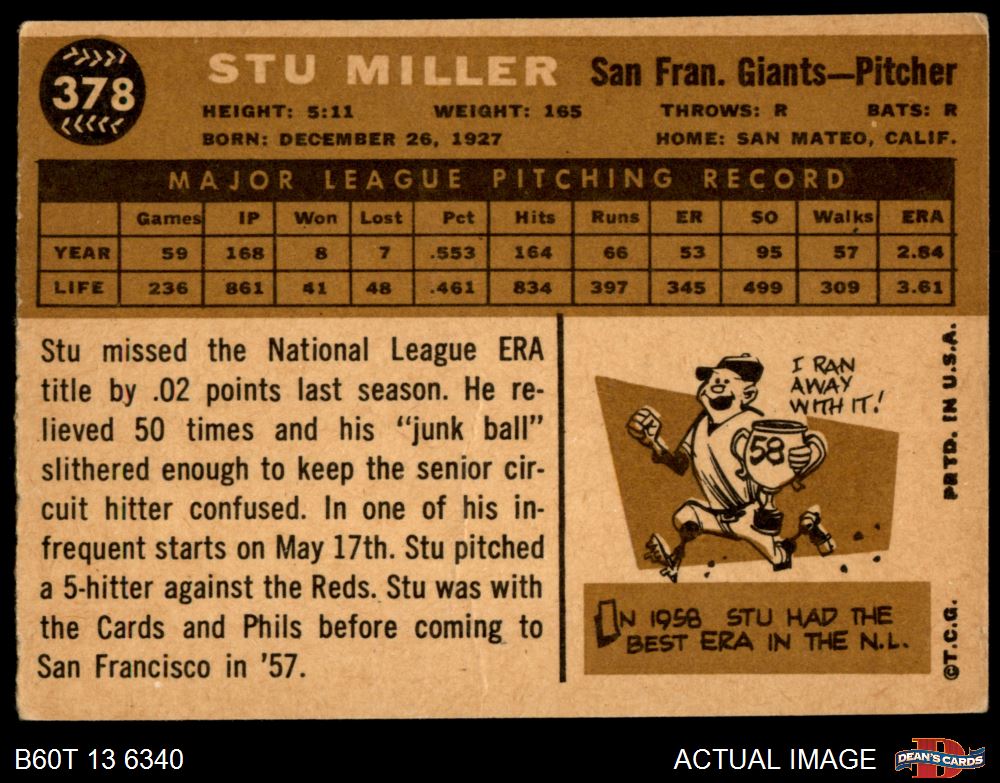 378
STU MILLER San Fran. Giants—Pitcher
HEIGHT: 5:11 WEIGHT: 165 THROWS: R BATS: R
BORN: DECEMBER 26, 1927 HOME: SAN MATEO, CALIF.
MAJOR LEAGUE PITCHING RECORD
Games IP Won Lost Pct Hits Runs ER SO Walks ERA
YEAR 59 168 8 7 .553 164 66 53 95 57 2.84
LIFE 236 861 41 48 .461 834 397 345 499 309 3.61
Stu missed the National League ERA
title by .02 points last season. He re-
lieved 50 times and his “junk ball”
slithered enough to keep the senior cir-
cuit hitter confused. In one of his in-
frequent starts on May 17th. Stu pitched
a 5-hitter against the Reds. Stu was with
the Cards and Phils before coming to
San Francisco in '57.
I RAN
AWAY
WITH IT!
58
IN 1958 STU HAD THE
BEST ERA IN THE N.L.
©T.C.G. PRTD. IN U.S.A.
B60T 13 6340 ACTUAL IMAGE
D
DEAN'S CARDS